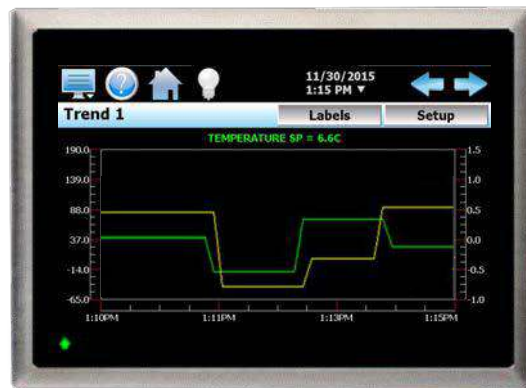 ?
11/30/2015
1:15 PM ▼
Trend 1
Labels
Setup
TEMPERATURE SP = 6.6C
190.0
139.0
88.0
37.0
-14.0
-65.0
1.5
1.0
0.5
0.0
-0.5
-1.0
1:10PM
1:11PM
1:13PM
1:15PM